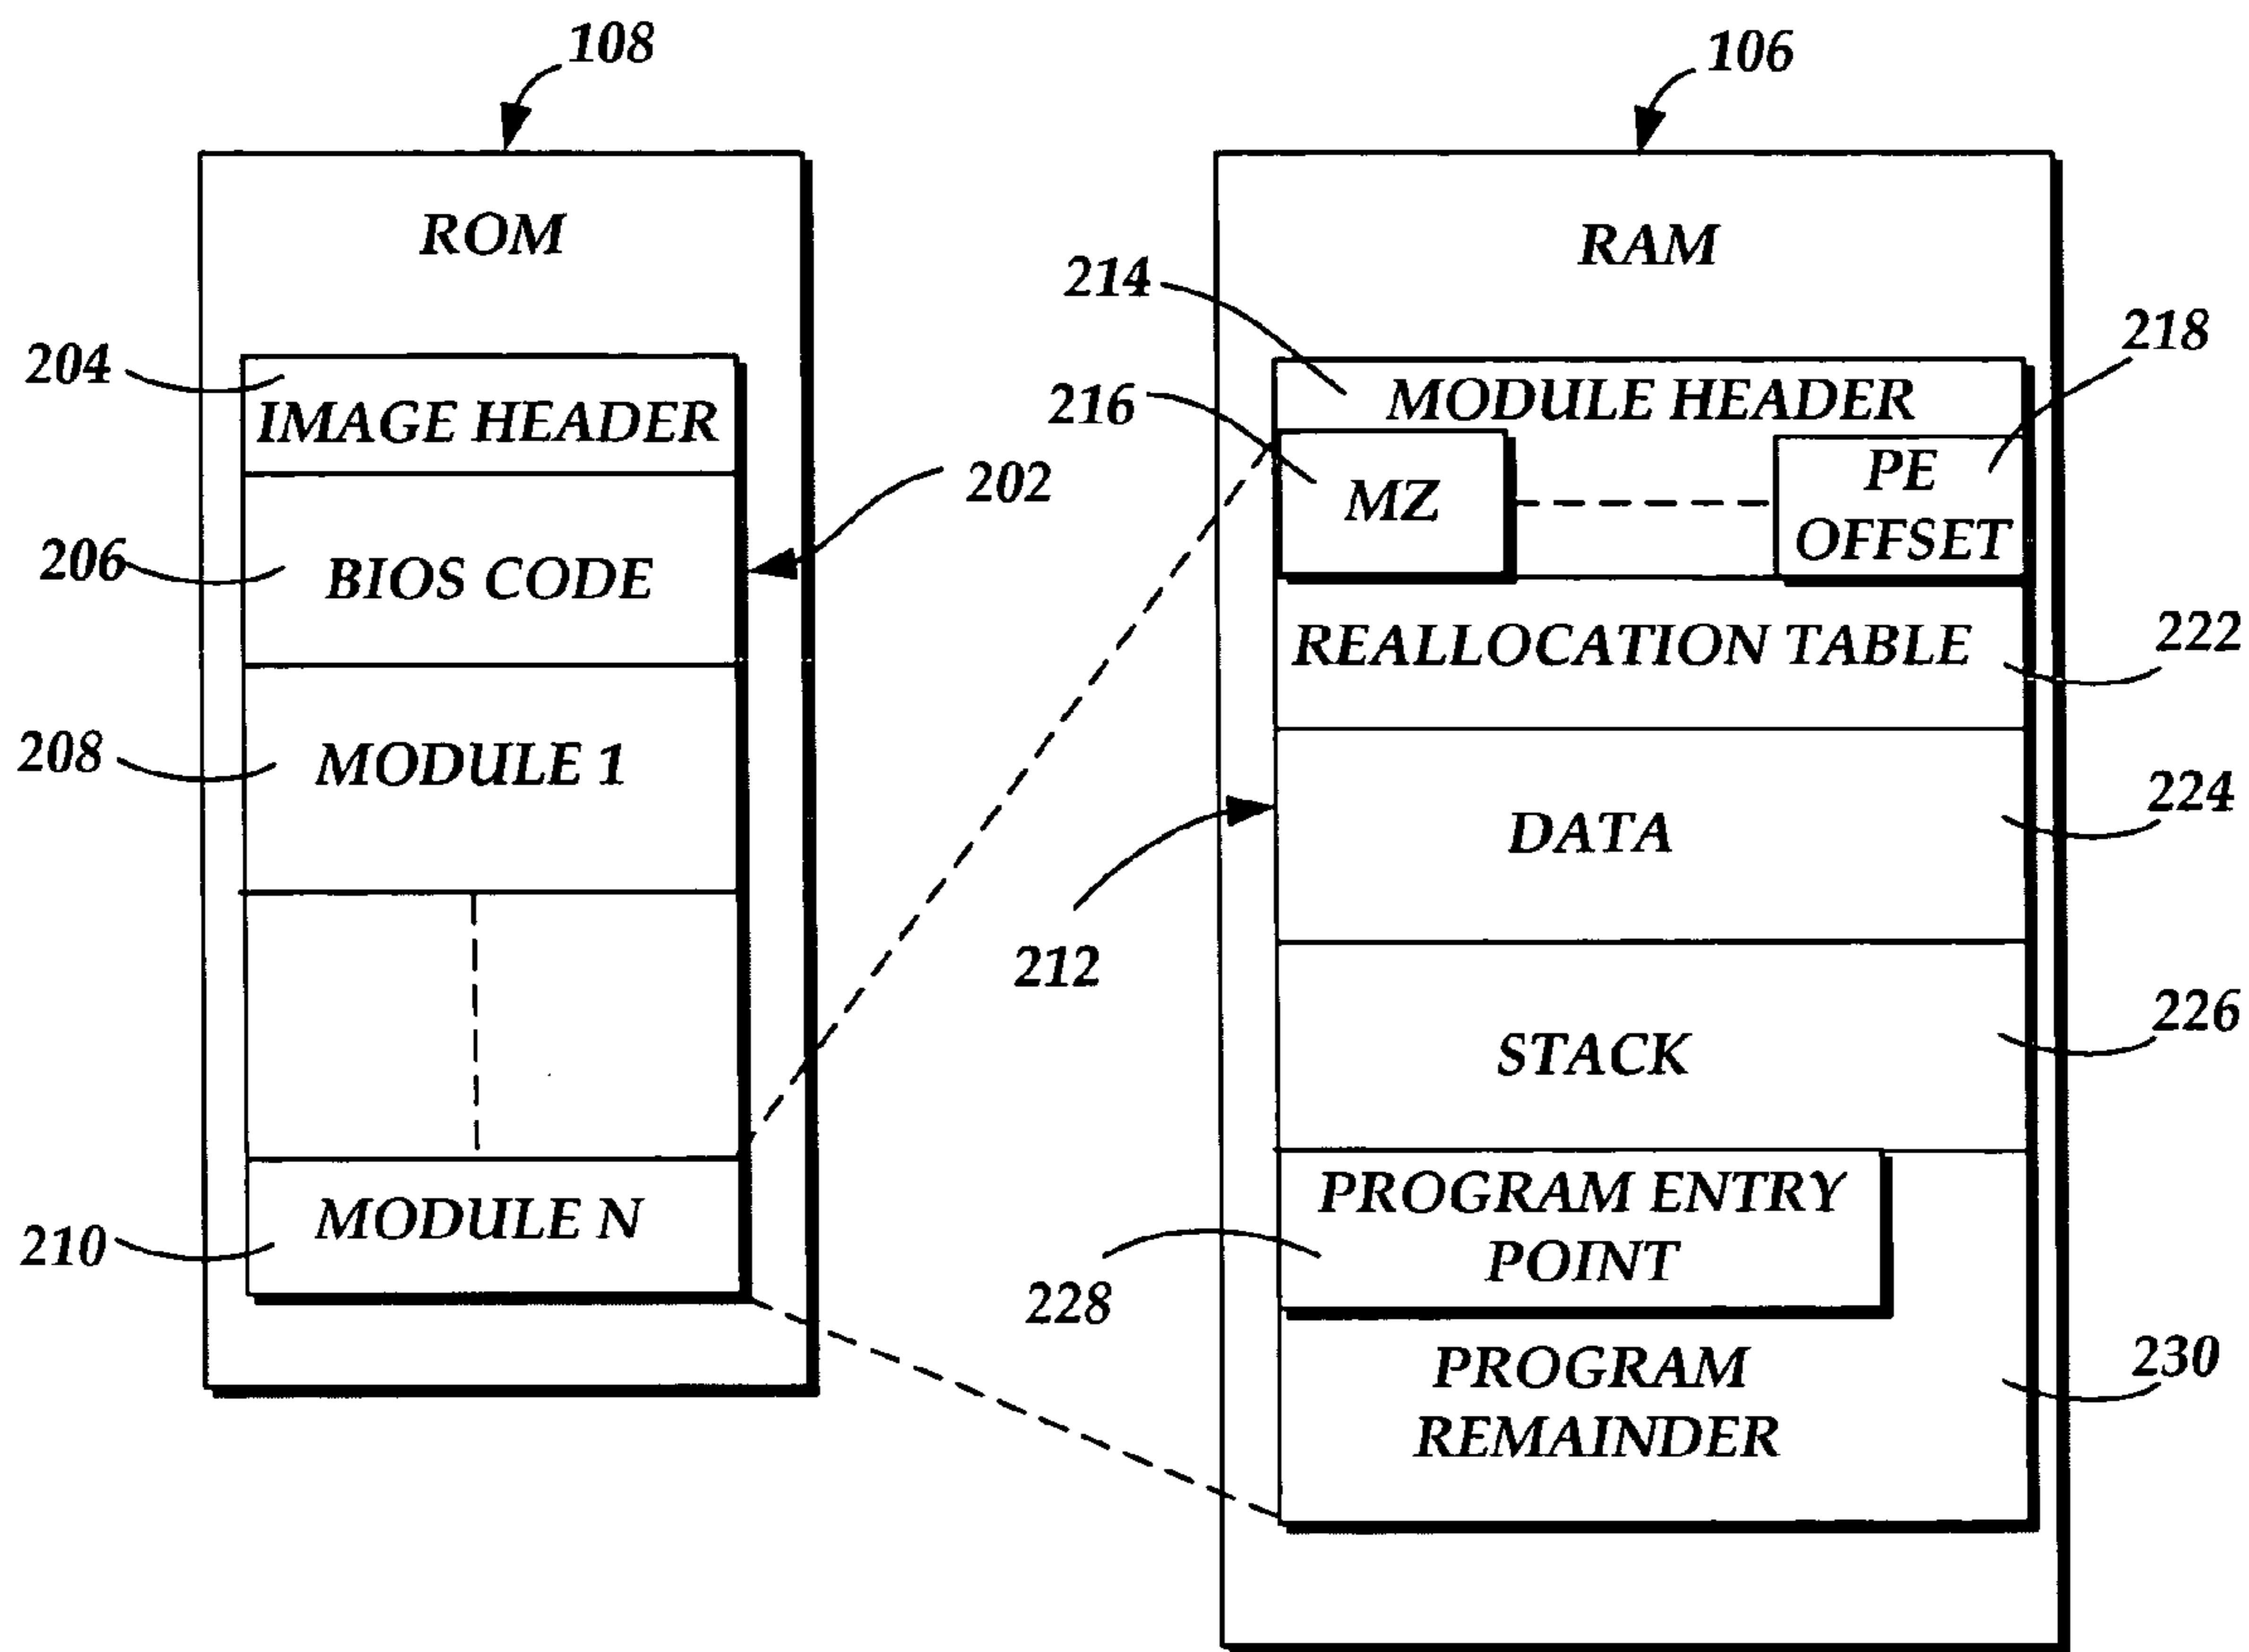 108
ROM
204
IMAGE HEADER
202
206
BIOS CODE
208
MODULE 1
210
MODULE N
106
RAM
214
MODULE HEADER
216
MZ
218
PE
OFFSET
REALLOCATION TABLE
222
DATA
224
212
STACK
226
PROGRAM ENTRY
POINT
228
PROGRAM
REMAINDER
230